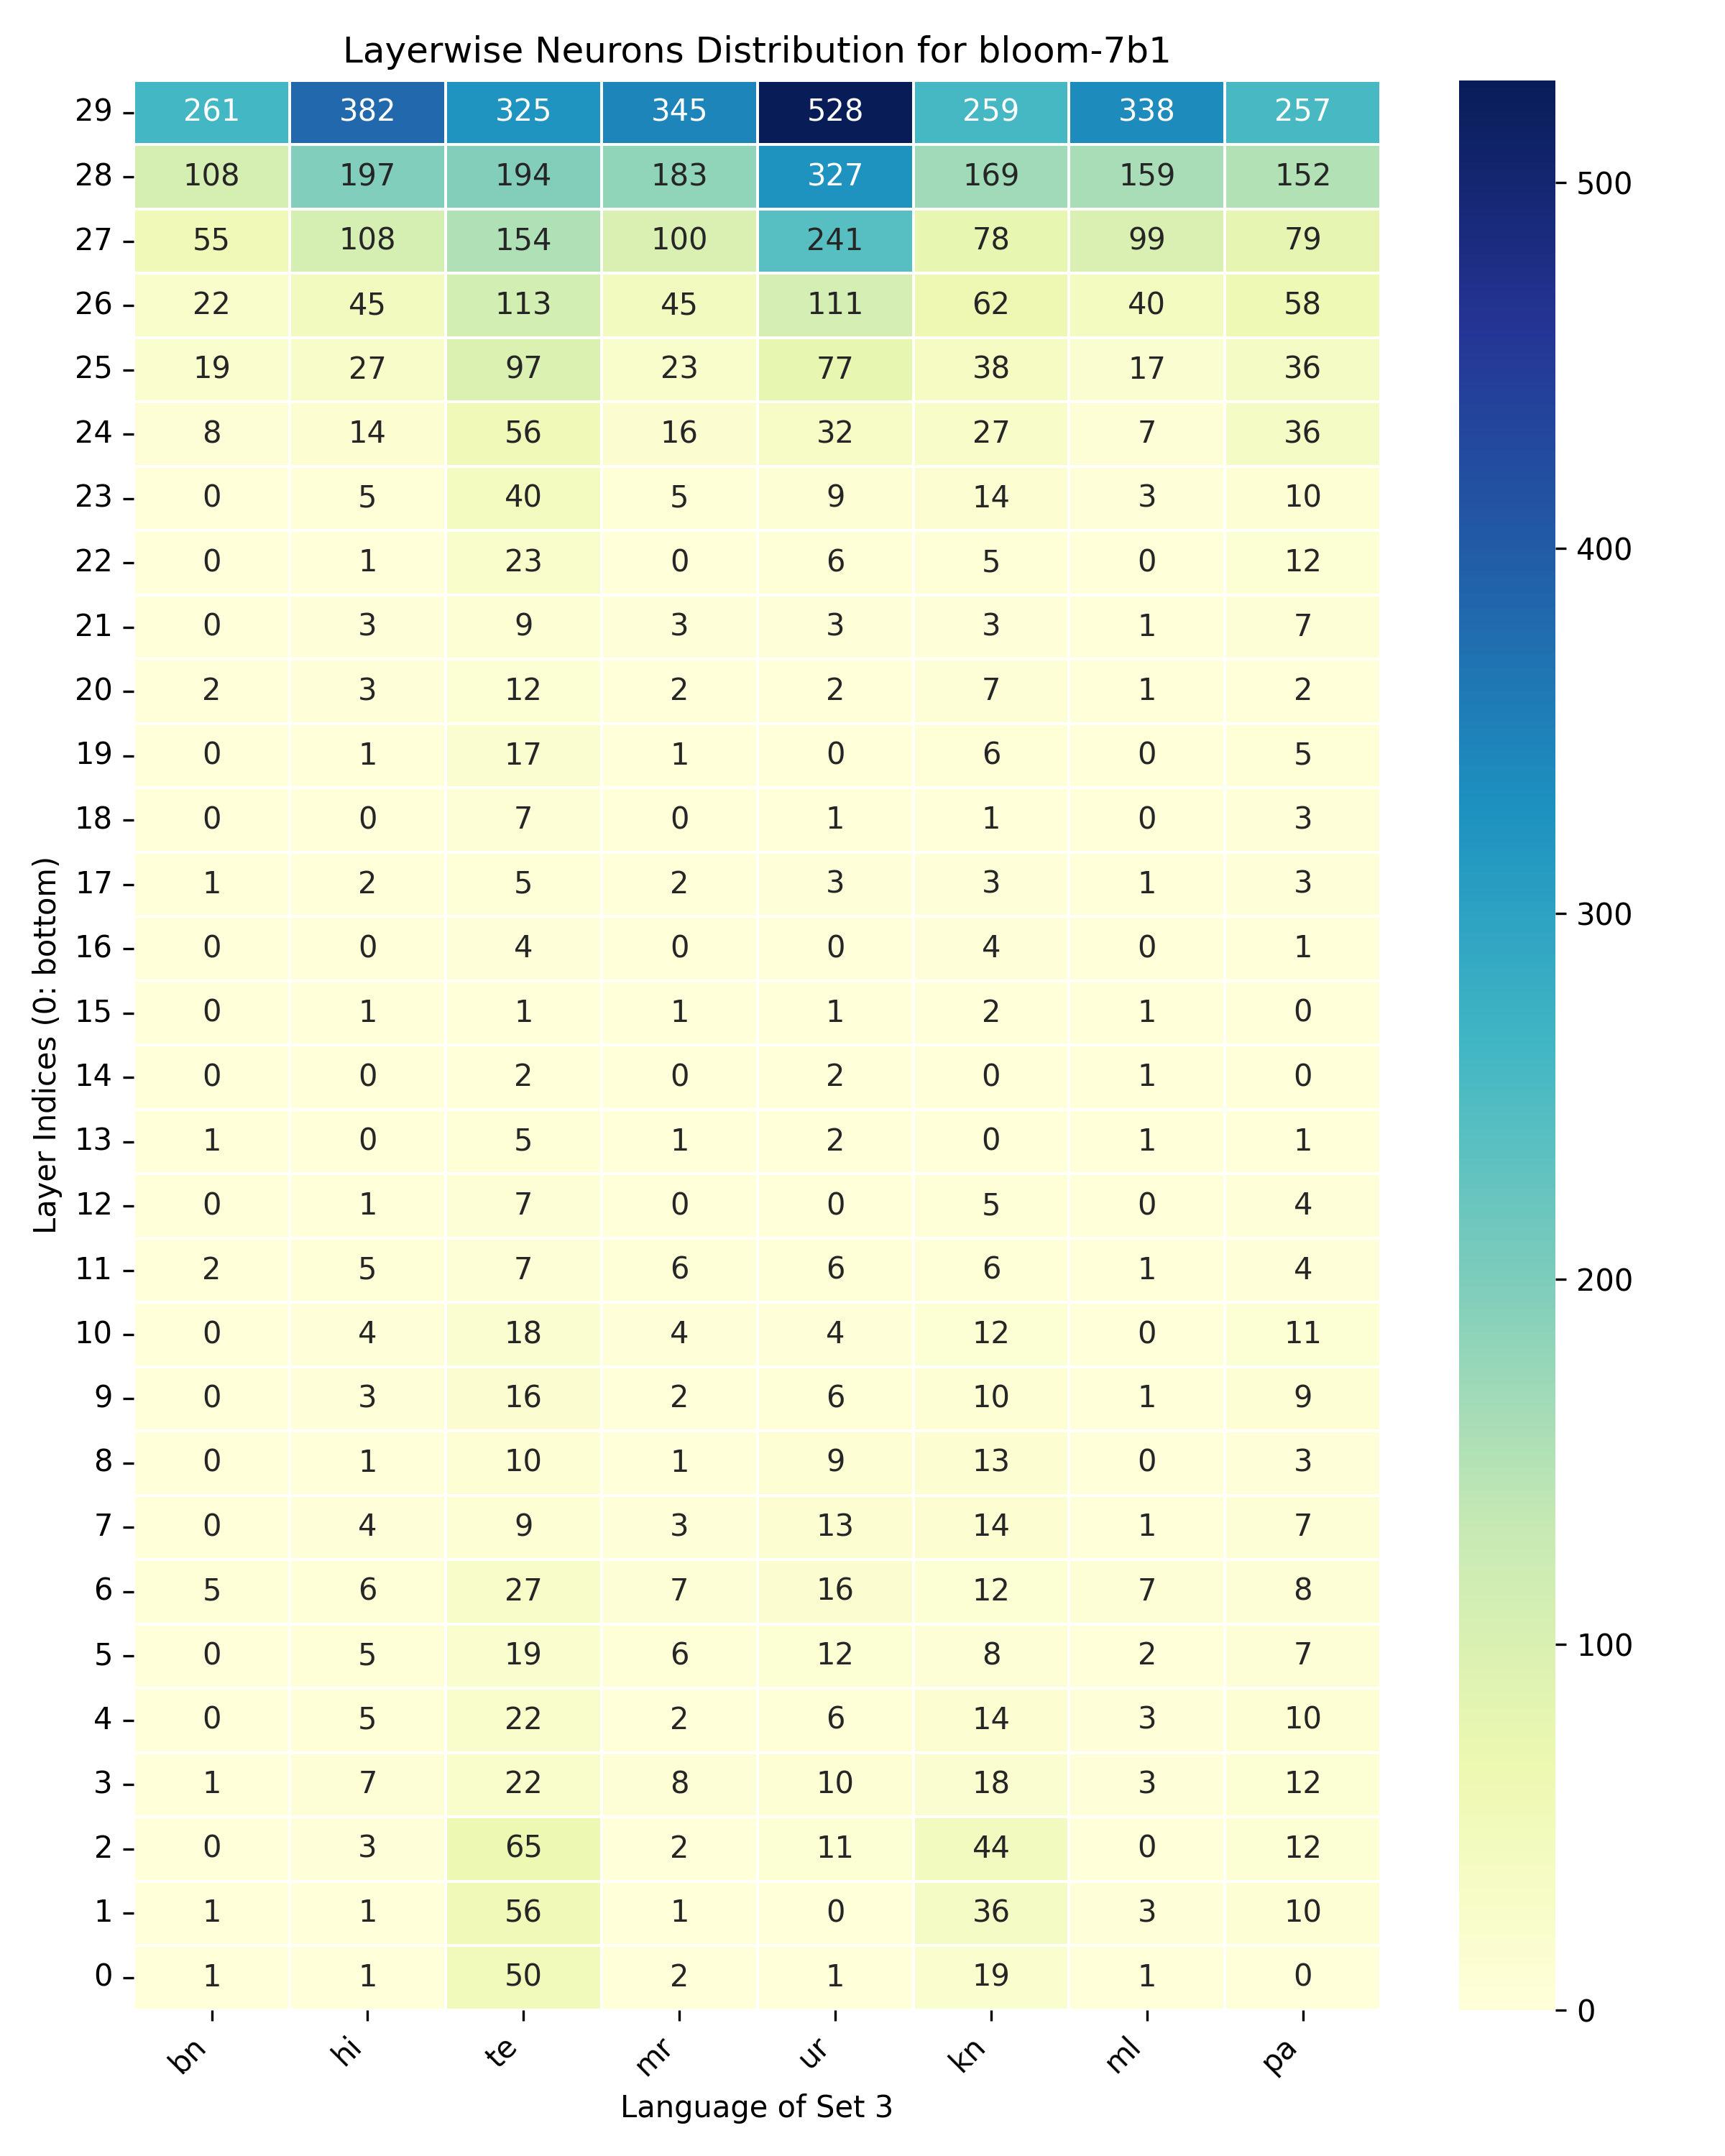 Layerwise Neurons Distribution for bloom-7b1
29 261 382 325 345 528 259 338 257
28 108 197 194 183 327 169 159 152
27 55 108 154 100 241 78 99 79
26 22 45 113 45 111 62 40 58
25 19 27 97 23 77 38 17 36
24 8 14 56 16 32 27 7 36
23 0 5 40 5 9 14 3 10
22 0 1 23 0 6 5 0 12
21 0 3 9 3 3 3 1 7
20 2 3 12 2 2 7 1 2
19 0 1 17 1 0 6 0 5
18 0 0 7 0 1 1 0 3
17 1 2 5 2 3 3 1 3
16 0 0 4 0 0 4 0 1
15 0 1 1 1 1 2 1 0
14 0 0 2 0 2 0 1 0
13 1 0 5 1 2 0 1 1
12 0 1 7 0 0 5 0 4
11 2 5 7 6 6 6 1 4
10 0 4 18 4 4 12 0 11
9 0 3 16 2 6 10 1 9
8 0 1 10 1 9 13 0 3
7 0 4 9 3 13 14 1 7
6 5 6 27 7 16 12 7 8
5 0 5 19 6 12 8 2 7
4 0 5 22 2 6 14 3 10
3 1 7 22 8 10 18 3 12
2 0 3 65 2 11 44 0 12
1 1 1 56 1 0 36 3 10
0 1 1 50 2 1 19 1 0
bn hi te mr ur kn ml pa
Language of Set 3
Layer Indices (0: bottom)
500
400
300
200
100
0